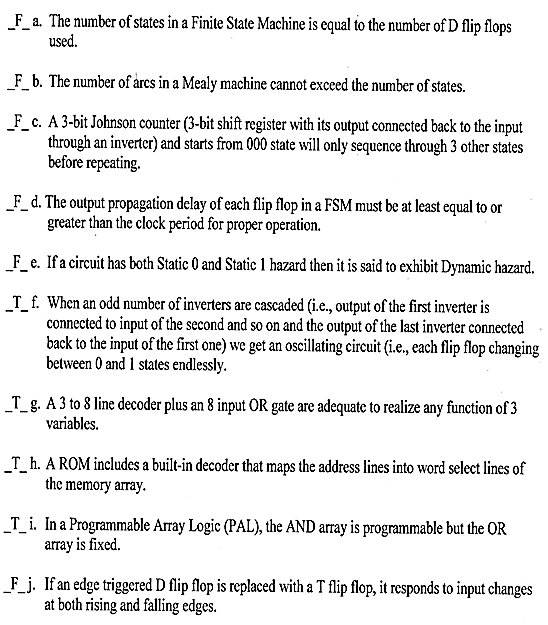 _F_ a. The number of states in a Finite State Machine is equal to the number of D flip flops
used.
_F_ b. The number of arcs in a Mealy machine cannot exceed the number of states.
_F_ c. A 3-bit Johnson counter (3-bit shift register with its output connected back to the input
through an inverter) and starts from 000 state will only sequence through 3 other states
before repeating.
_F_ d. The output propagation delay of each flip flop in a FSM must be at least equal to or
greater than the clock period for proper operation.
_F_ e. If a circuit has both Static 0 and Static 1 hazard then it is said to exhibit Dynamic hazard.
_T_ f. When an odd number of inverters are cascaded (i.e., output of the first inverter is
connected to input of the second and so on and the output of the last inverter connected
back to the input of the first one) we get an oscillating circuit (i.e., each flip flop changing
between 0 and 1 states endlessly.
_T_ g. A 3 to 8 line decoder plus an 8 input OR gate are adequate to realize any function of 3
variables.
_T_ h. A ROM includes a built-in decoder that maps the address lines into word select lines of
the memory array.
_T_ i. In a Programmable Array Logic (PAL), the AND array is programmable but the OR
array is fixed.
_F_ j. If an edge triggered D flip flop is replaced with a T flip flop, it responds to input changes
at both rising and falling edges.